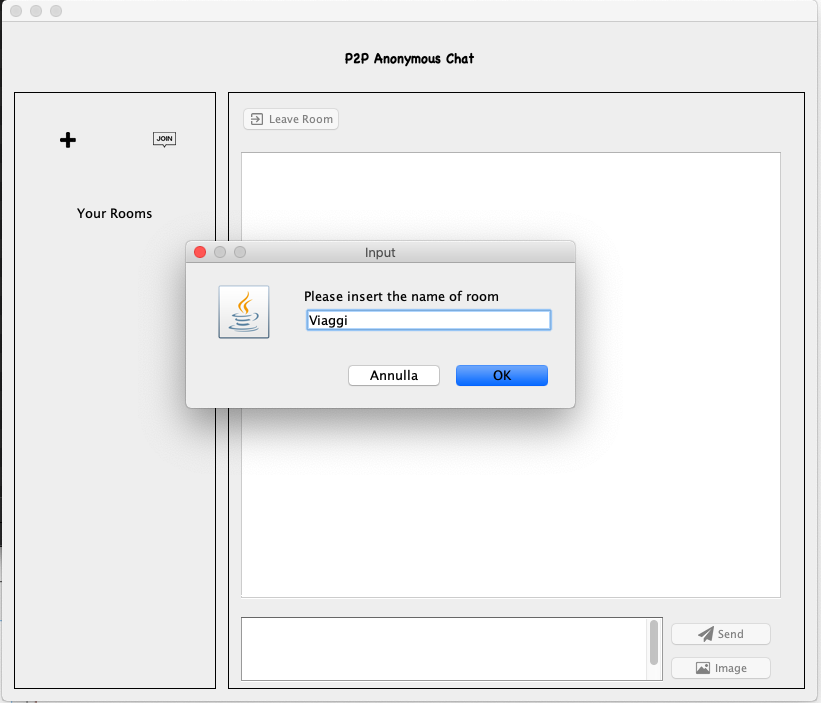 P2P Anonymous Chat
JOIN
Your Rooms
Leave Room
Input
Please insert the name of room
Viaggi
Annulla
OK
Send
Image